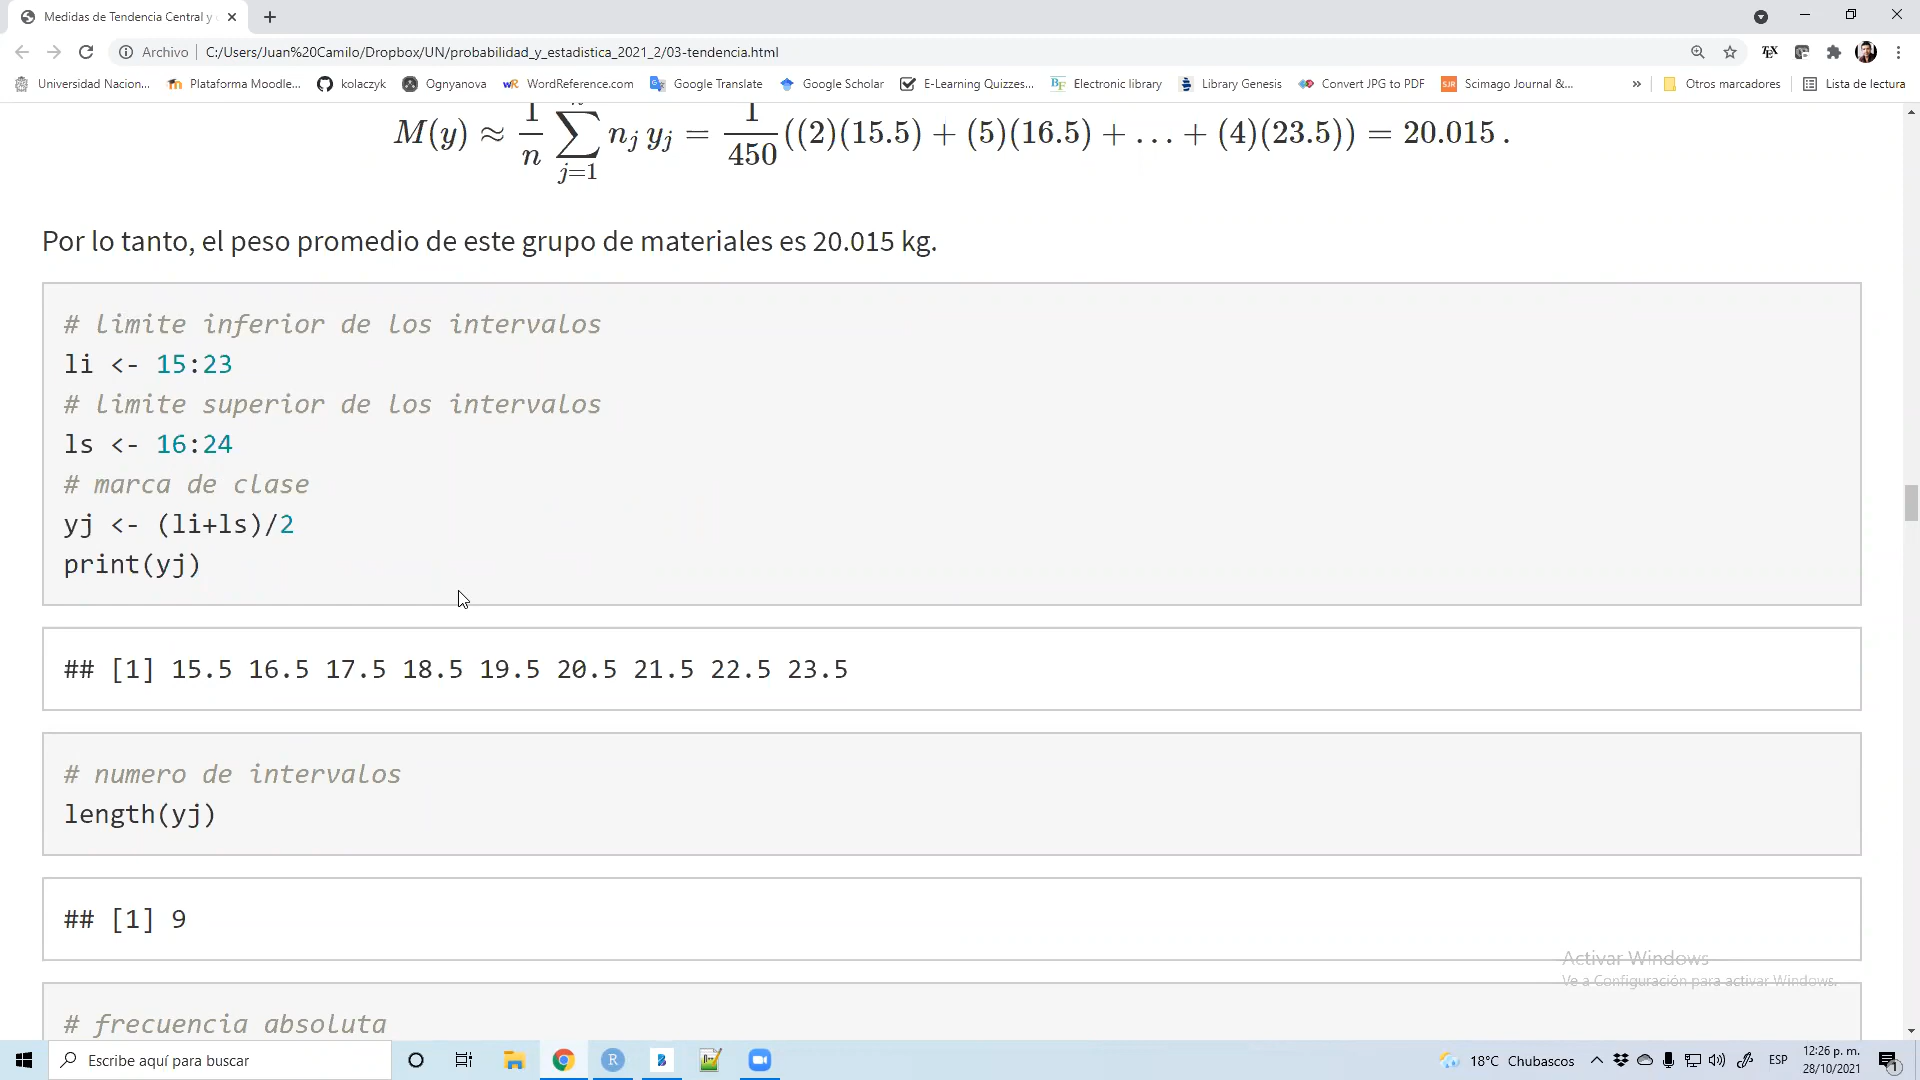 Medidas de Tendencia Central y
Archivo C:/Users/Juan%20Camilo/Dropbox/UN/probabilidad_y_estadistica_2021_2/03-tendencia.html
Universidad Nacion... Plataforma Moodle... kolaczyk Ognyanova WordReference.com Google Translate Google Scholar E-Learning Quizzes... Electronic library Library Genesis Convert JPG to PDF Scimago Journal &... » Otros marcadores Lista de lectura
M(y) ≈ 1/n ∑_{j=1} n_j y_j = 1/450 ((2)(15.5) + (5)(16.5) + … + (4)(23.5)) = 20.015 .
Por lo tanto, el peso promedio de este grupo de materiales es 20.015 kg.
# limite inferior de los intervalos
li <- 15:23
# limite superior de los intervalos
ls <- 16:24
# marca de clase
yj <- (li+ls)/2
print(yj)
## [1] 15.5 16.5 17.5 18.5 19.5 20.5 21.5 22.5 23.5
# numero de intervalos
length(yj)
## [1] 9
Activar Windows
Ve a Configuración para activar Windows.
# frecuencia absoluta
Escribe aquí para buscar
18°C Chubascos
ESP
12:26 p. m.
28/10/2021
1